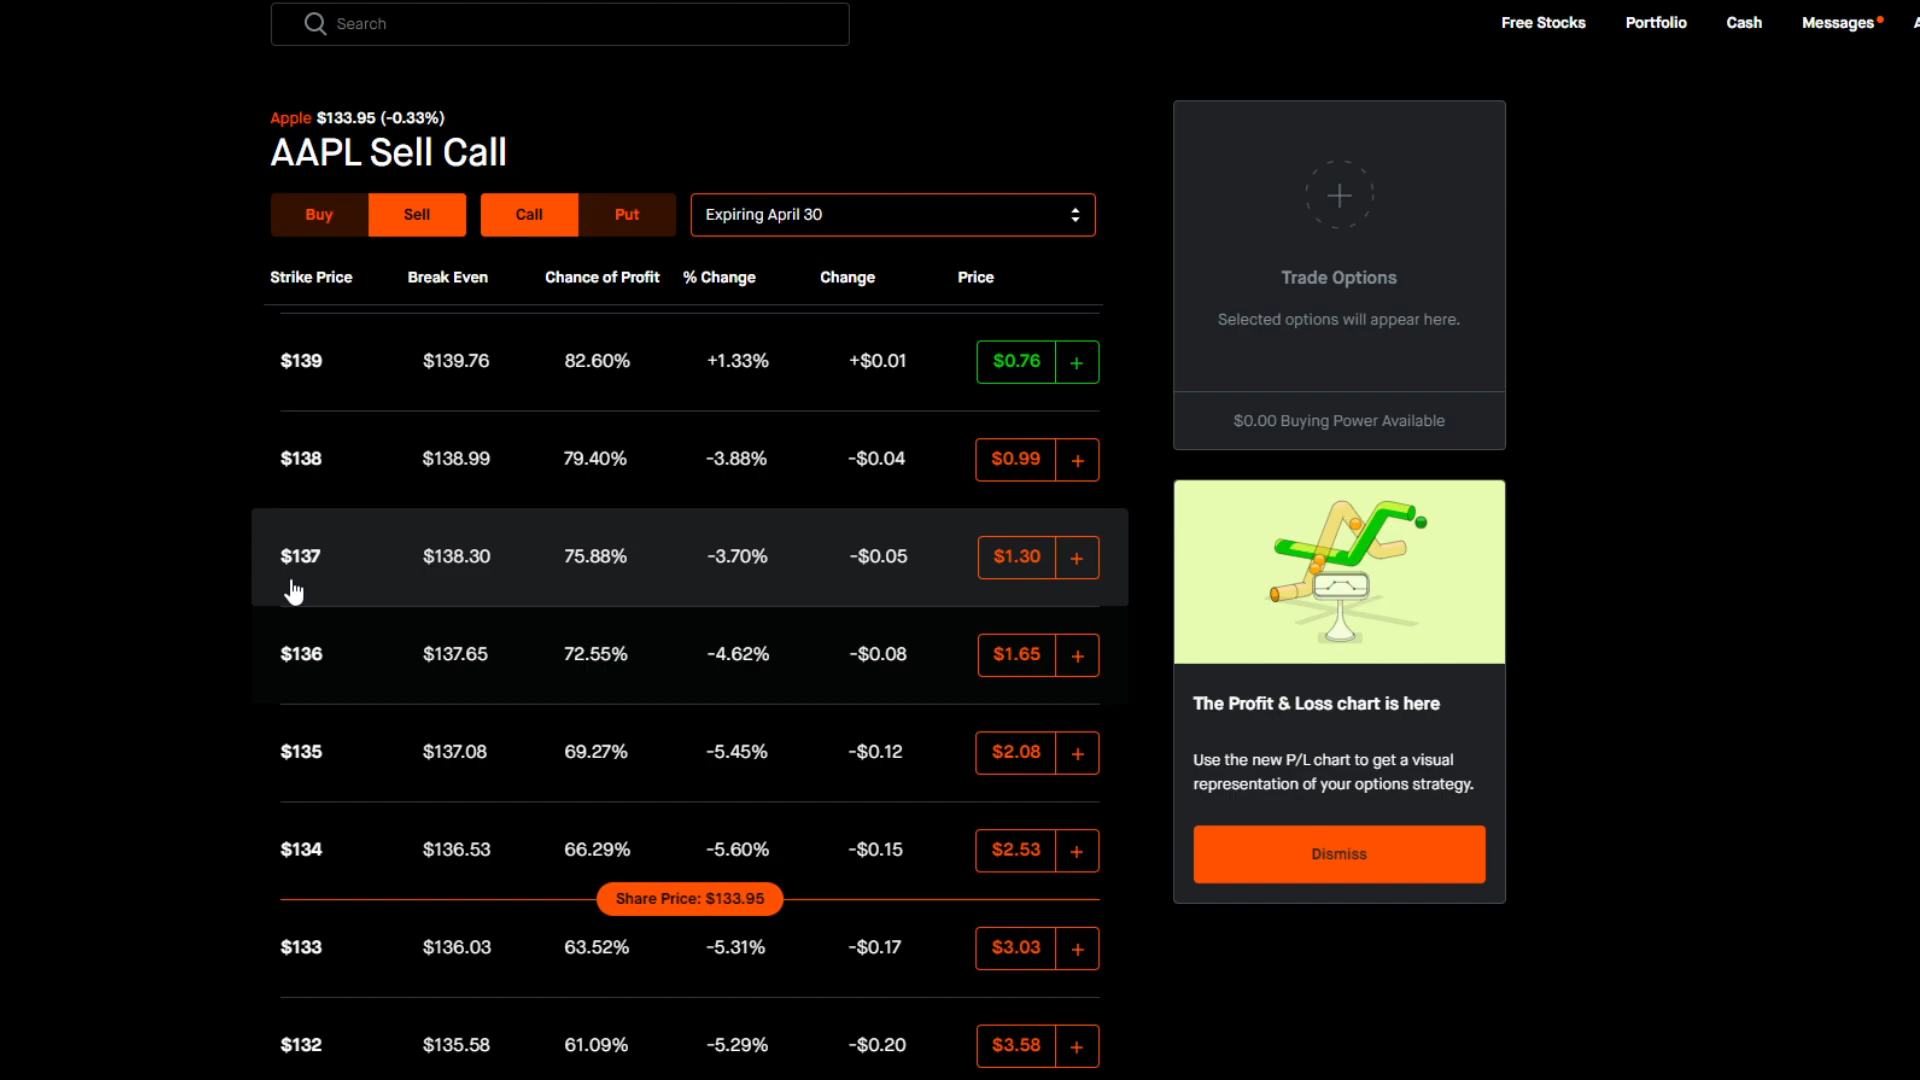 Search
Free Stocks Portfolio Cash Messages
Apple $133.95 (-0.33%)
AAPL Sell Call
Buy Sell Call Put Expiring April 30
Strike Price Break Even Chance of Profit % Change Change Price
$139 $139.76 82.60% +1.33% +$0.01 $0.76 +
$138 $138.99 79.40% -3.88% -$0.04 $0.99 +
$137 $138.30 75.88% -3.70% -$0.05 $1.30 +
$136 $137.65 72.55% -4.62% -$0.08 $1.65 +
$135 $137.08 69.27% -5.45% -$0.12 $2.08 +
$134 $136.53 66.29% -5.60% -$0.15 $2.53 +
Share Price: $133.95
$133 $136.03 63.52% -5.31% -$0.17 $3.03 +
$132 $135.58 61.09% -5.29% -$0.20 $3.58 +
Trade Options
Selected options will appear here.
$0.00 Buying Power Available
The Profit & Loss chart is here
Use the new P/L chart to get a visual
representation of your options strategy.
Dismiss